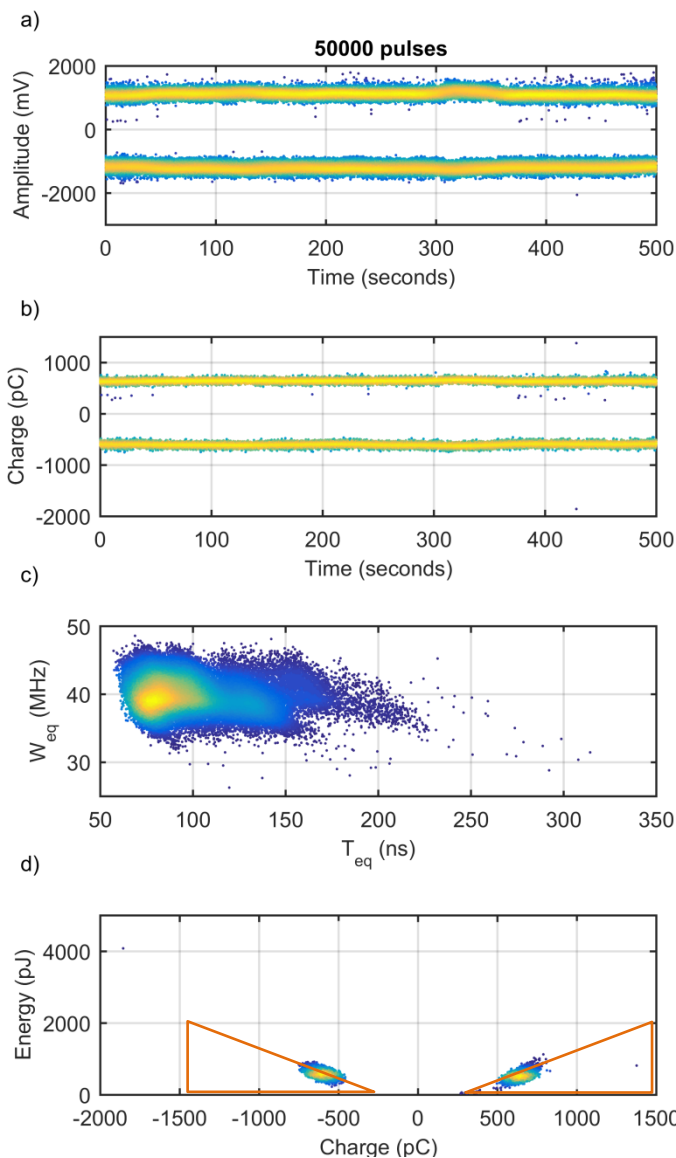 a)
50000 pulses
2000
0
-2000
Amplitude (mV)
0 100 200 300 400 500
Time (seconds)
b)
1000
0
-1000
-2000
Charge (pC)
0 100 200 300 400 500
Time (seconds)
c)
50
40
30
W_eq (MHz)
50 100 150 200 250 300 350
T_eq (ns)
d)
4000
2000
0
Energy (pJ)
-2000 -1500 -1000 -500 0 500 1000 1500
Charge (pC)